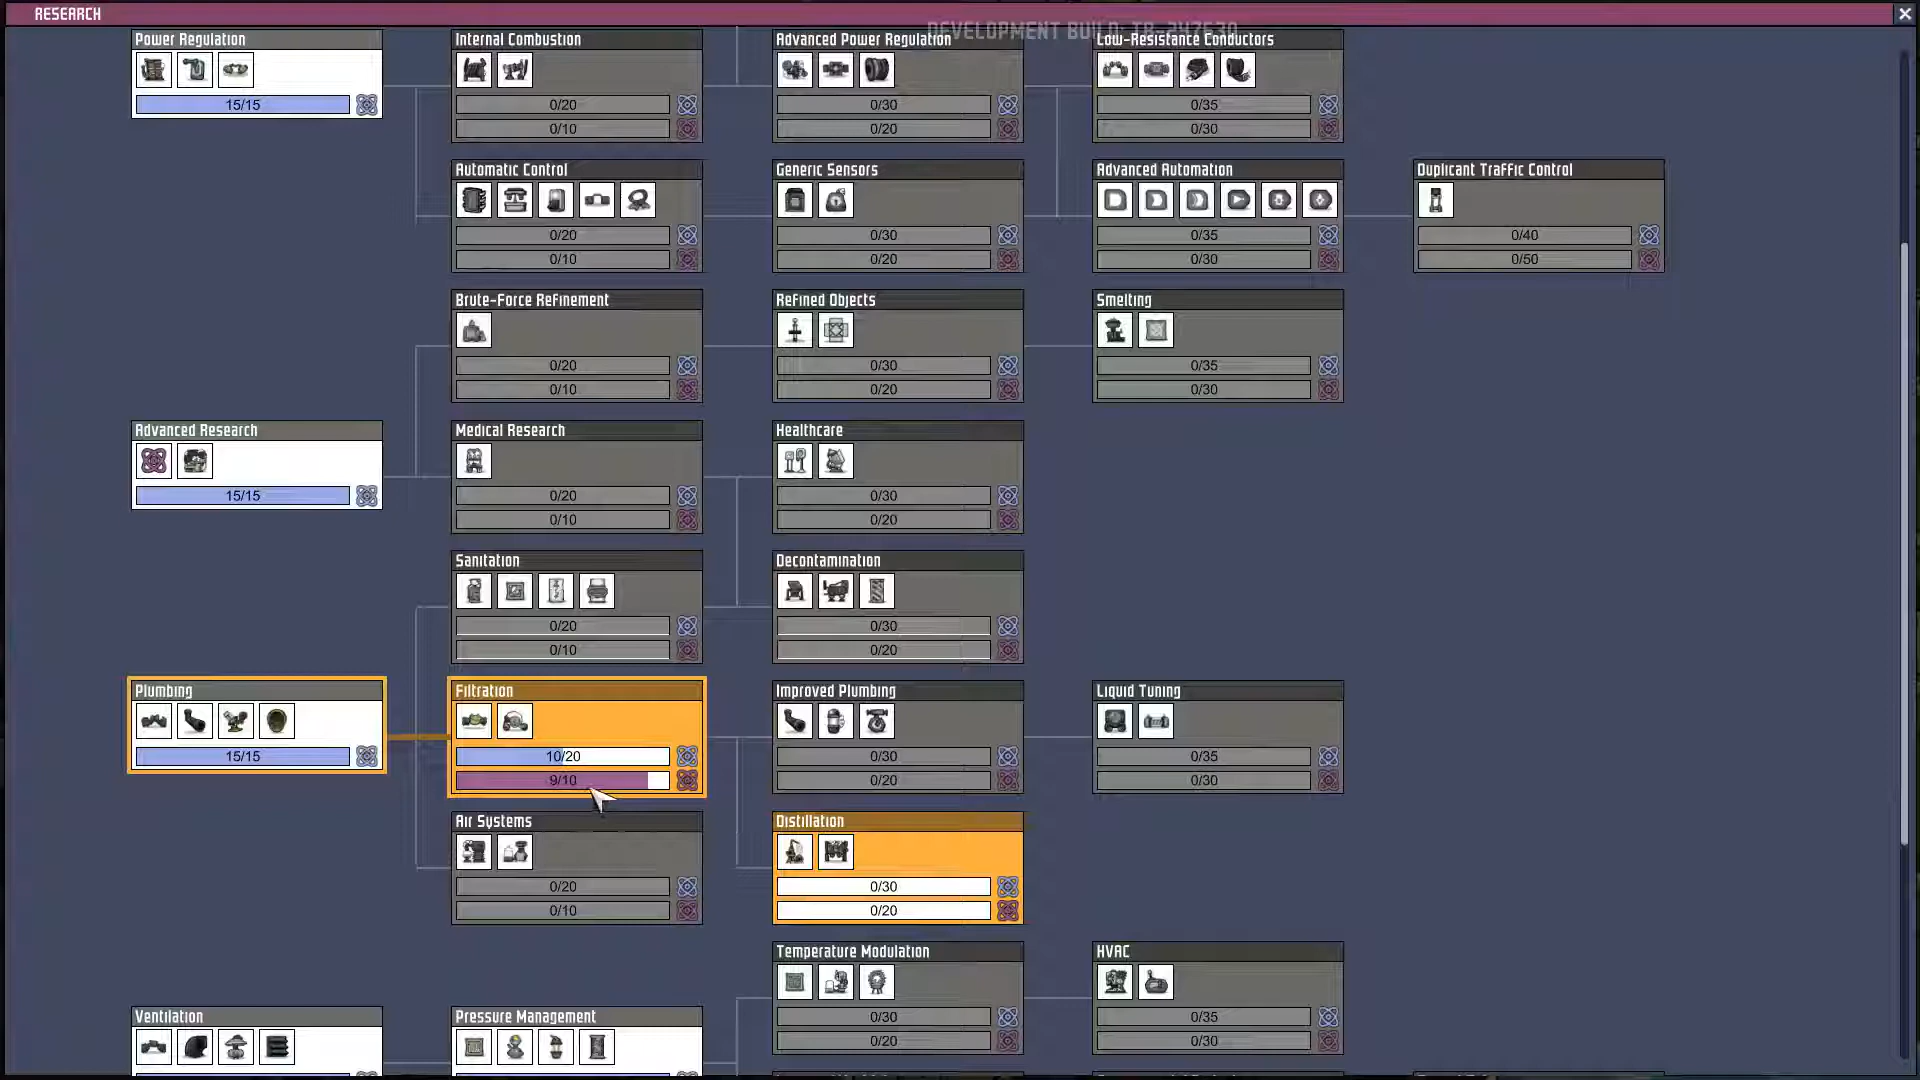 RESEARCH
DEVELOPMENT BUILD: TB-247630
Power Regulation
15/15
Internal Combustion
0/20
0/10
Advanced Power Regulation
0/30
0/20
Low-Resistance Conductors
0/35
0/30
Automatic Control
0/20
0/10
Generic Sensors
0/30
0/20
Advanced Automation
0/35
0/30
Duplicant Traffic Control
0/40
0/50
Brute-Force Refinement
0/20
0/10
Refined Objects
0/30
0/20
Smelting
0/35
0/30
Advanced Research
15/15
Medical Research
0/20
0/10
Healthcare
0/30
0/20
Sanitation
0/20
0/10
Decontamination
0/30
0/20
Plumbing
15/15
Filtration
10/20
9/10
Improved Plumbing
0/30
0/20
Liquid Tuning
0/35
0/30
Air Systems
0/20
0/10
Distillation
0/30
0/20
Temperature Modulation
0/30
0/20
HVAC
0/35
0/30
Ventilation
Pressure Management